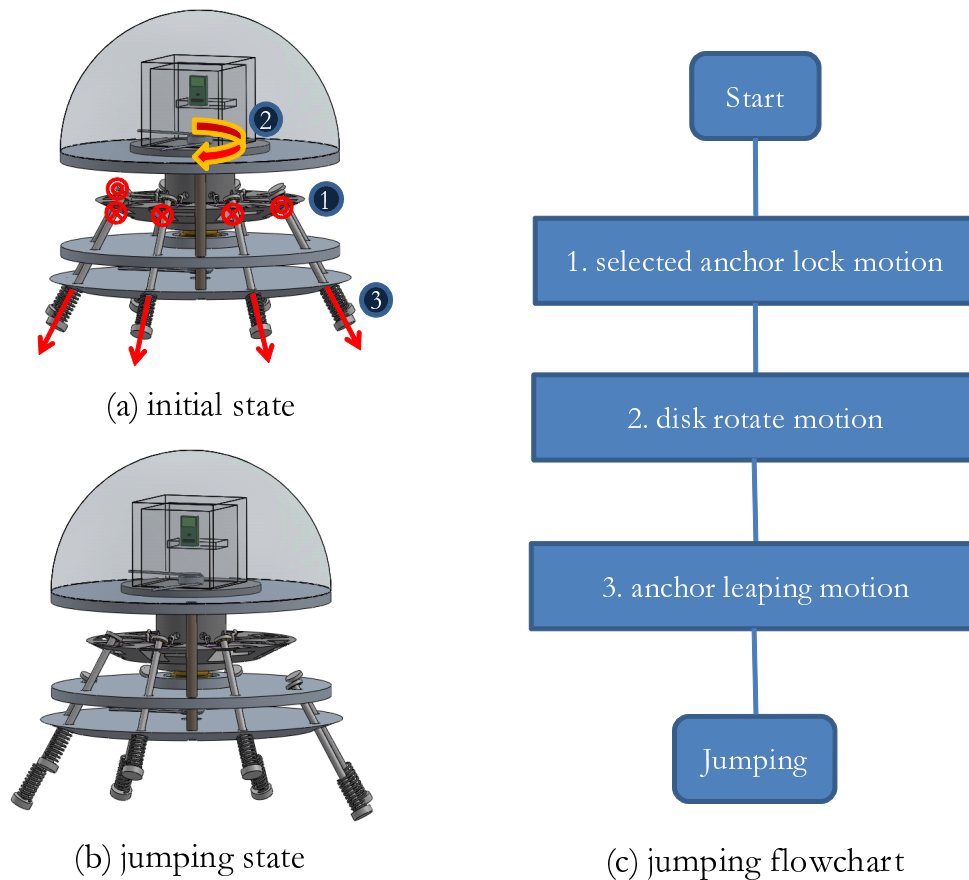 2
1
3
(a) initial state
(b) jumping state
Start
1. selected anchor lock motion
2. disk rotate motion
3. anchor leaping motion
Jumping
(c) jumping flowchart